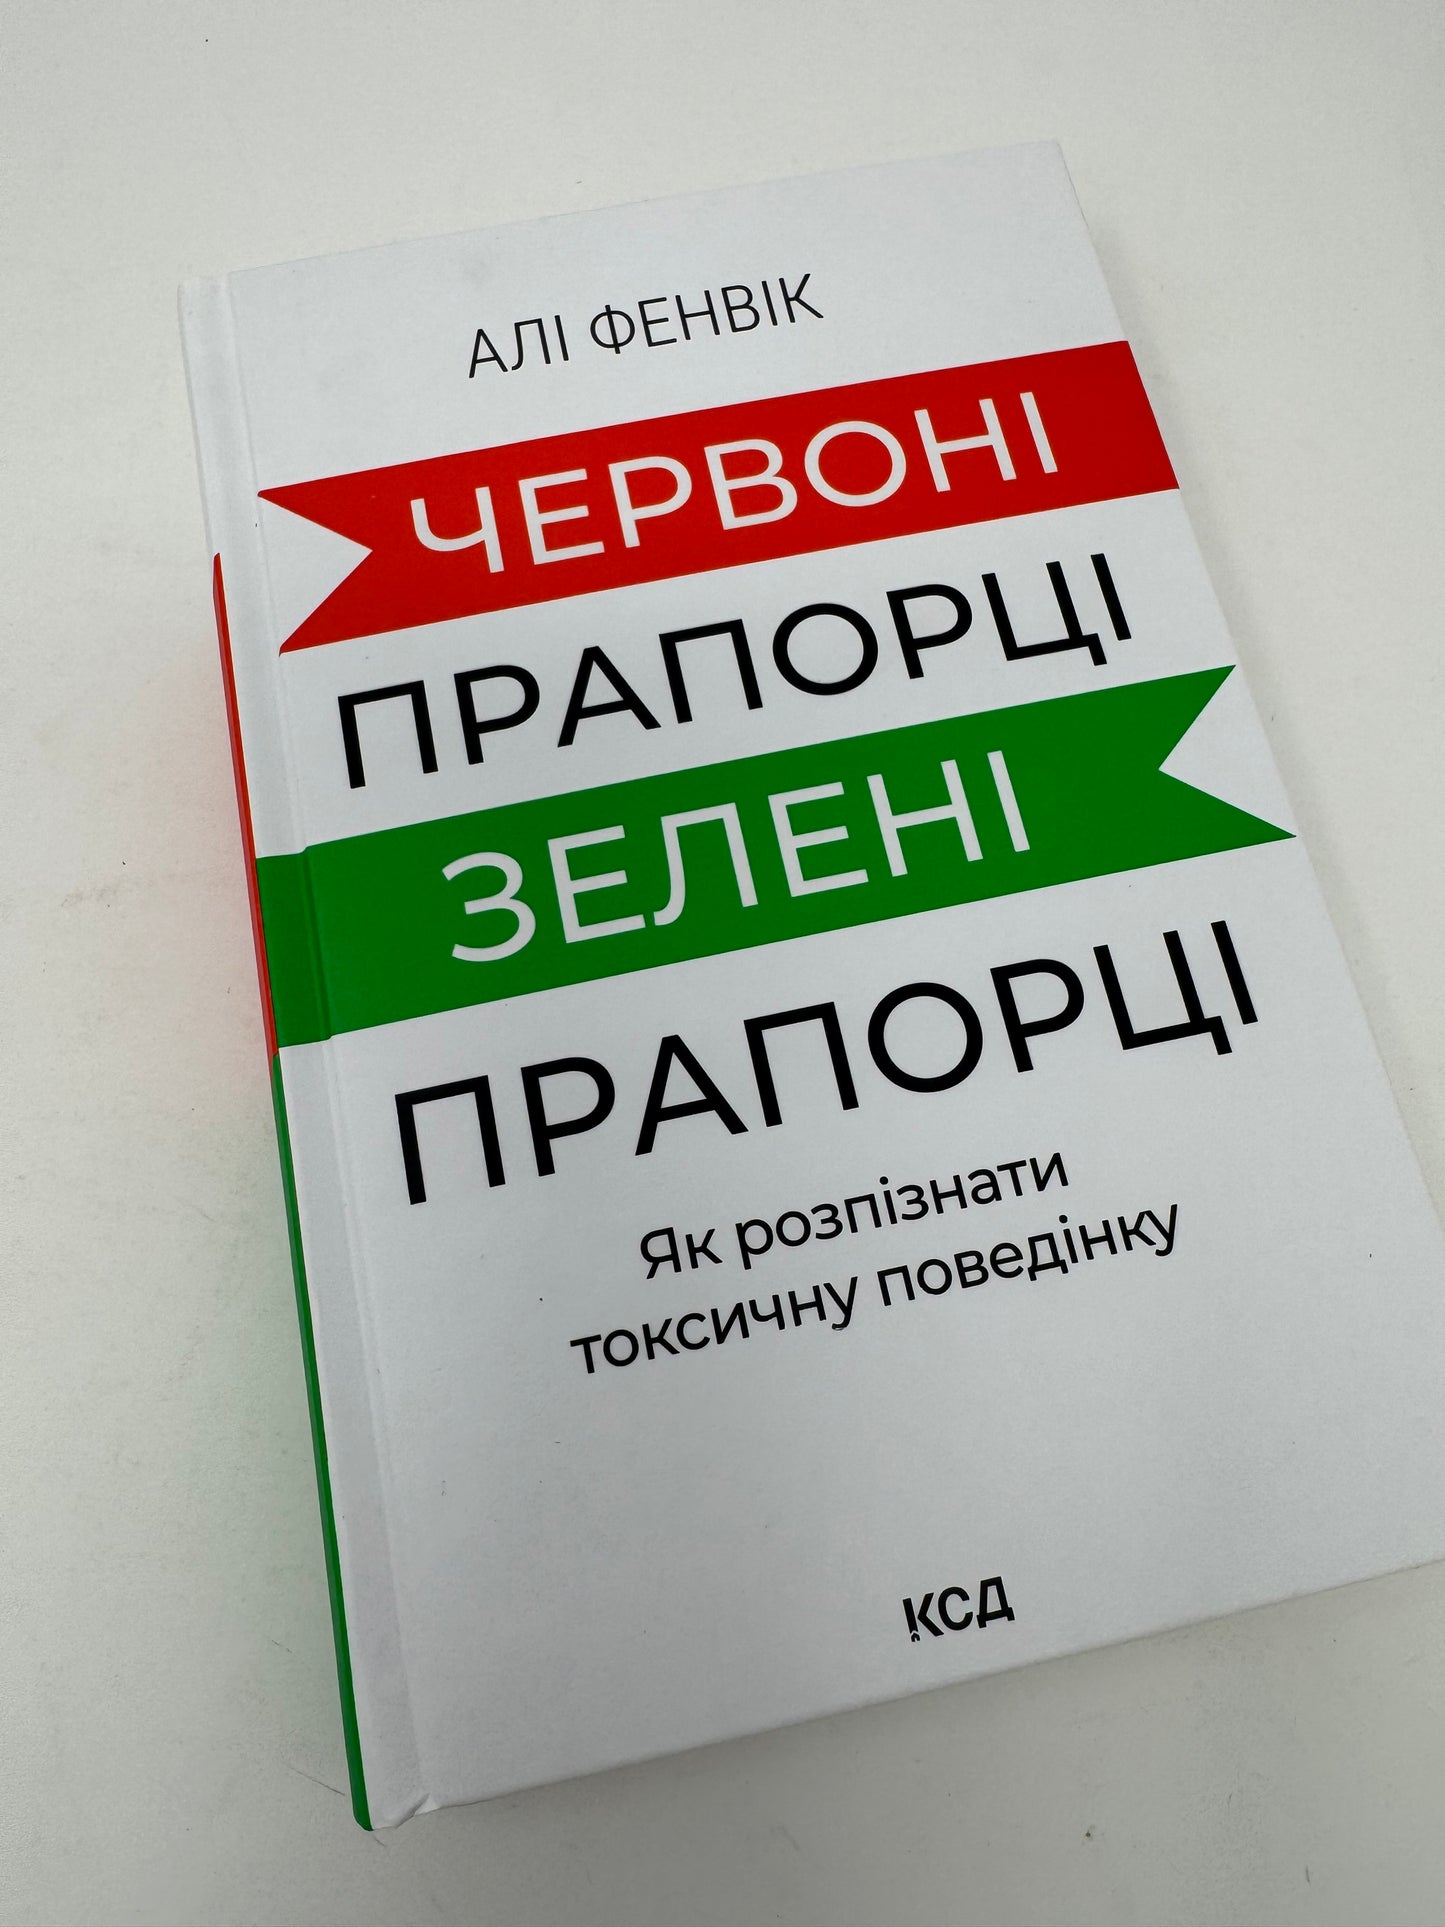 АЛІ ФЕНВІК
ЧЕРВОНІ
ПРАПОРЦІ
ЗЕЛЕНІ
ПРАПОРЦІ
Як розпізнати
токсичну поведінку
КСД